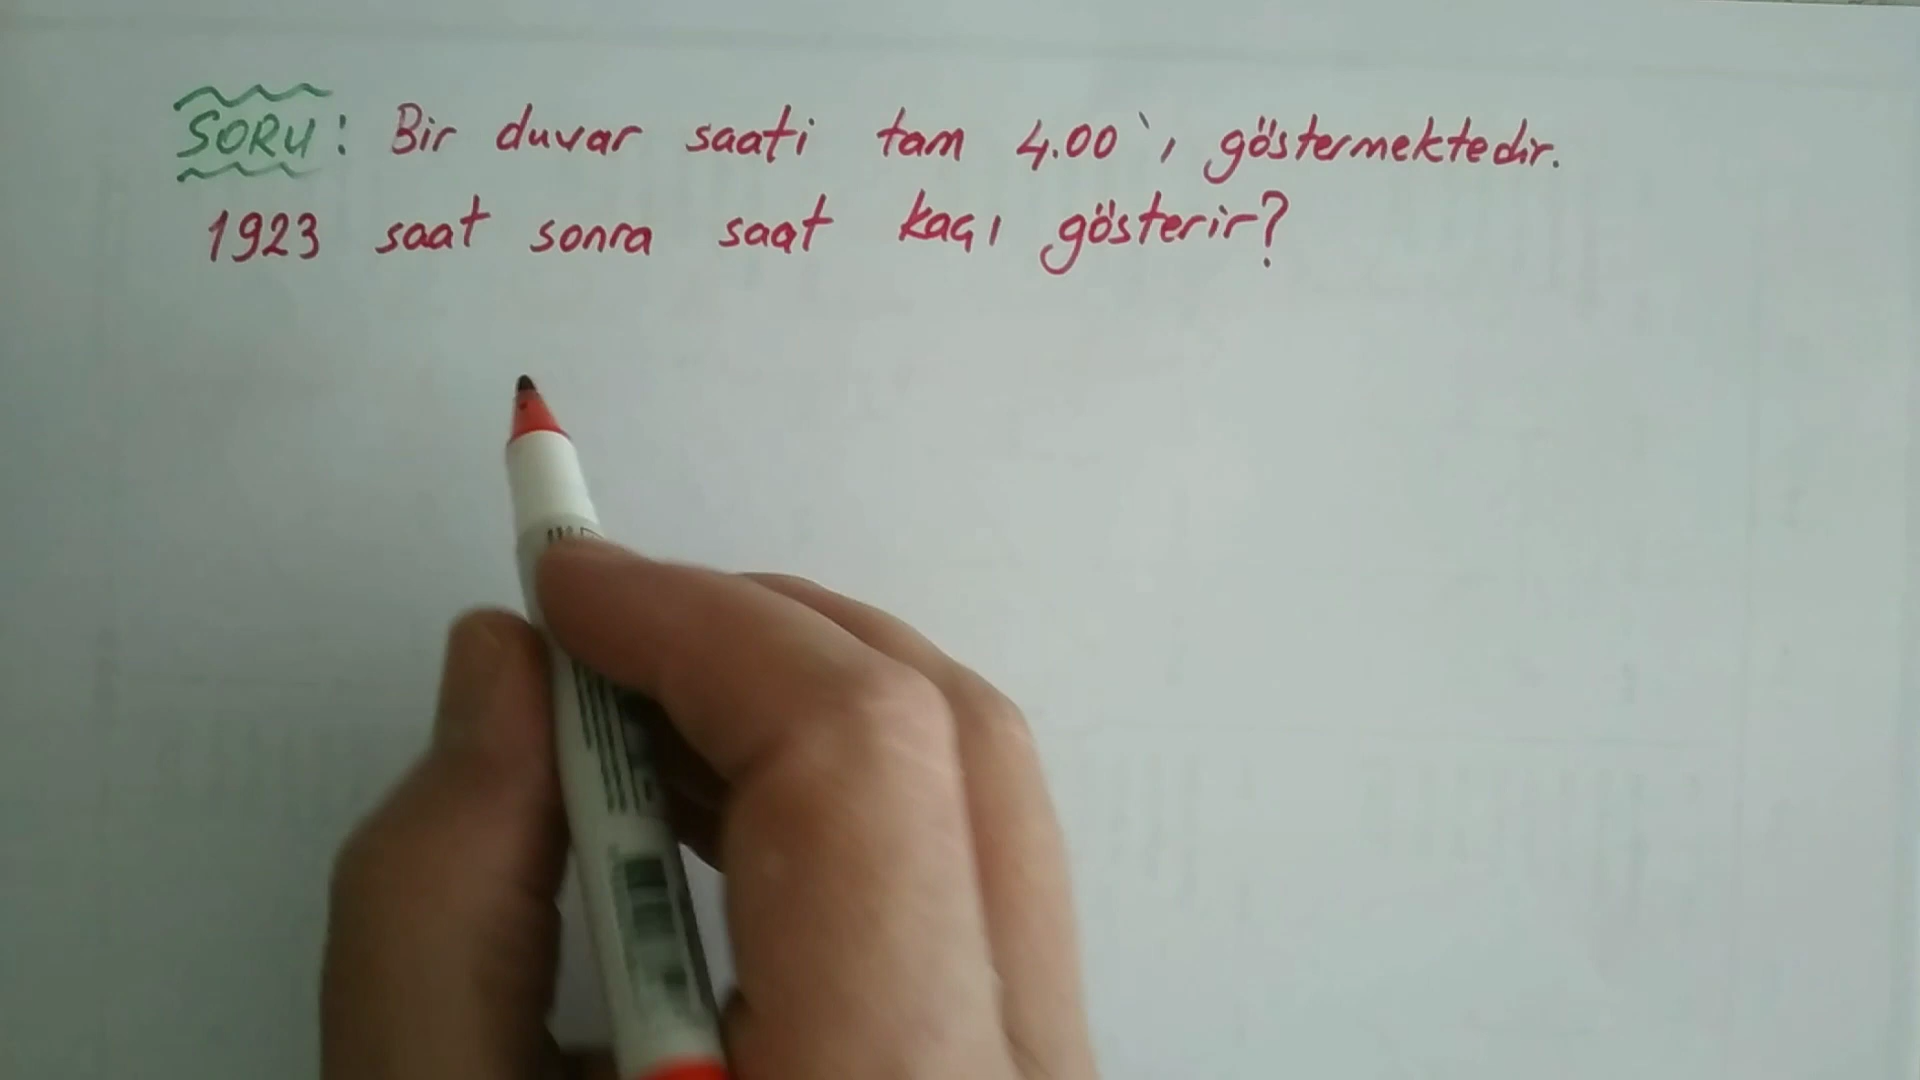 SORU: Bir duvar saati tam 4.00`ı göstermektedir.
1923 saat sonra saat kaçı gösterir?